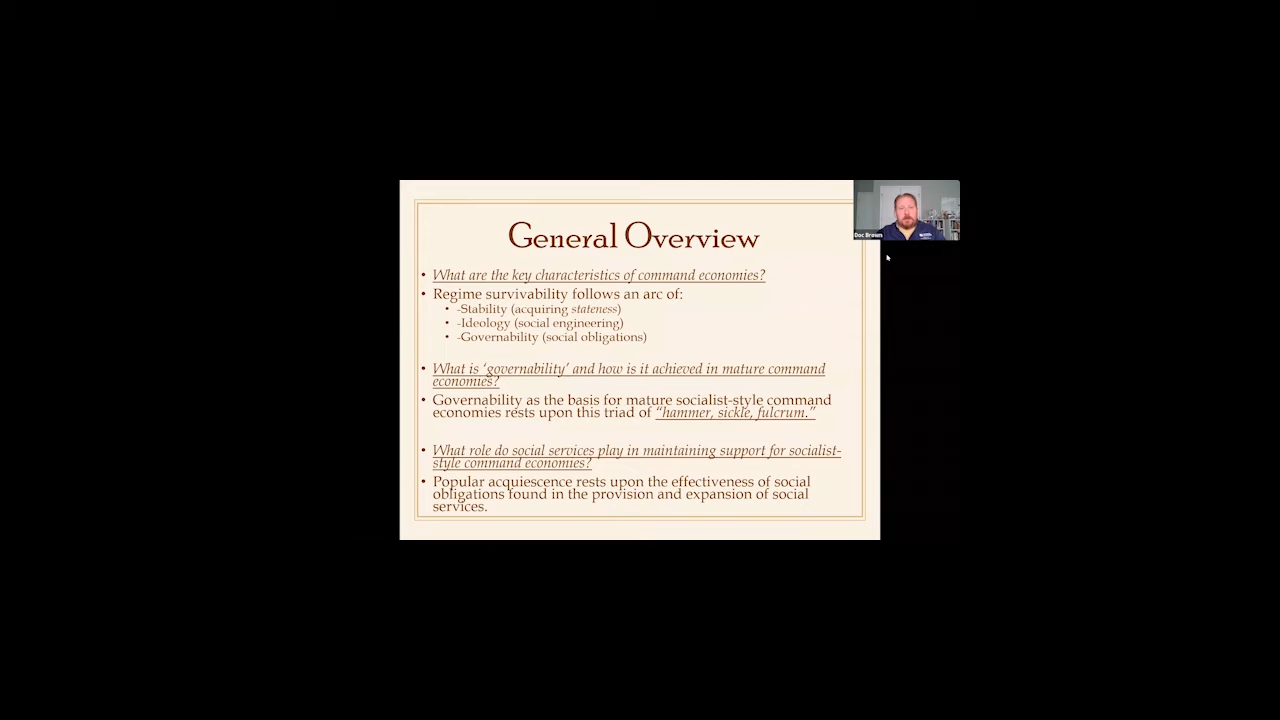 General Overview
• What are the key characteristics of command economies?
• Regime survivability follows an arc of:
• -Stability (acquiring stateness)
• -Ideology (social engineering)
• -Governability (social obligations)
• What is ‘governability’ and how is it achieved in mature command
economies?
• Governability as the basis for mature socialist-style command
economies rests upon this triad of “hammer, sickle, fulcrum.”
• What role do social services play in maintaining support for socialist-
style command economies?
• Popular acquiescence rests upon the effectiveness of social
obligations found in the provision and expansion of social
services.
Doc Brown